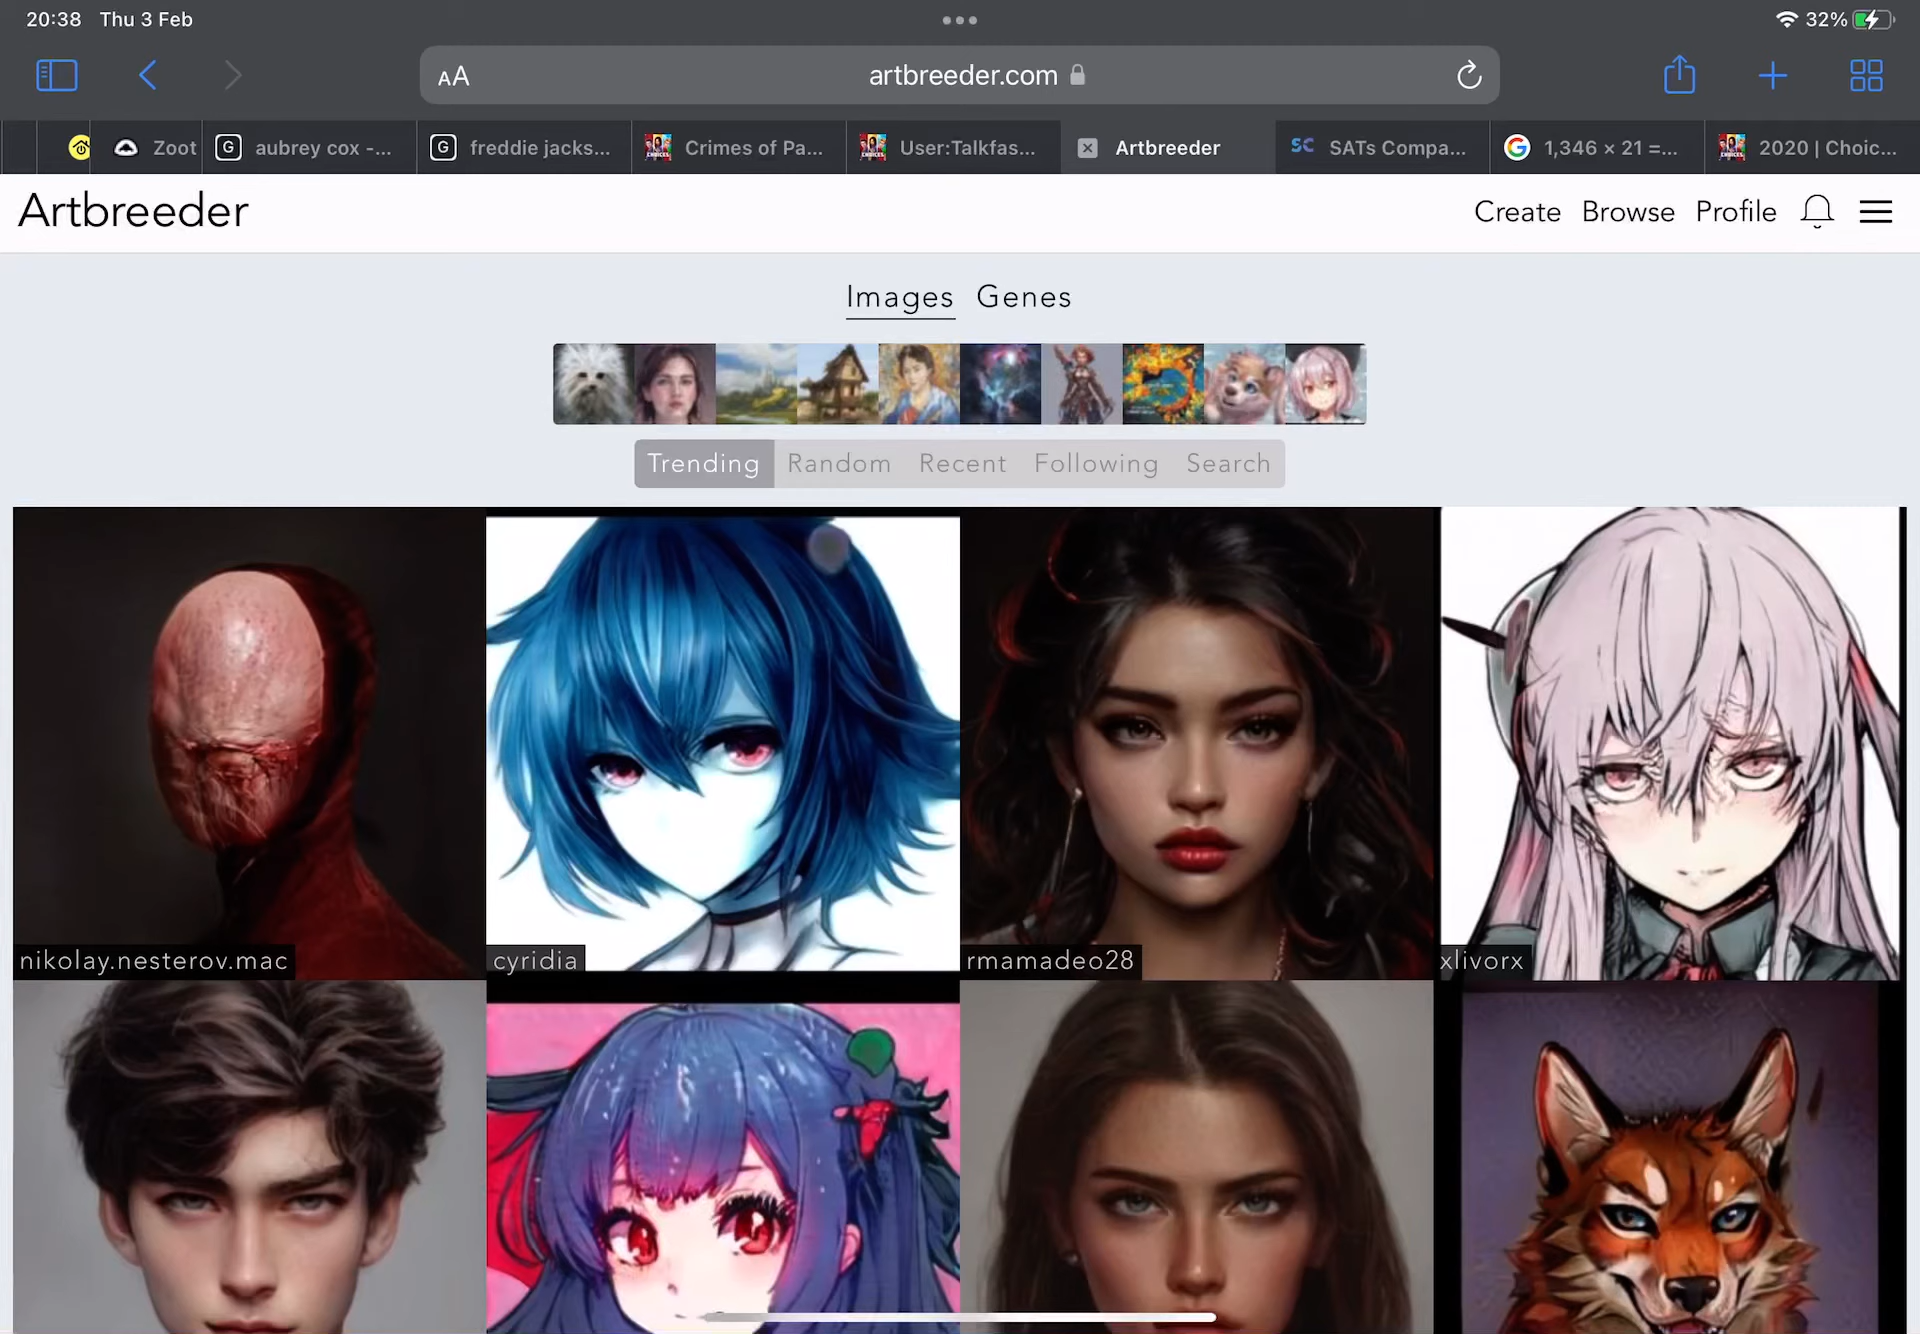 20:38 Thu 3 Feb
32%
AA artbreeder.com
Zoot
aubrey cox -...
freddie jacks...
Crimes of Pa...
User:Talkfas...
Artbreeder
SC SATs Compa...
1,346 × 21 =...
2020 | Choic...
Artbreeder
Create Browse Profile
Images Genes
Trending Random Recent Following Search
nikolay.nesterov.mac
cyridia
rmamadeo28
xlivorx